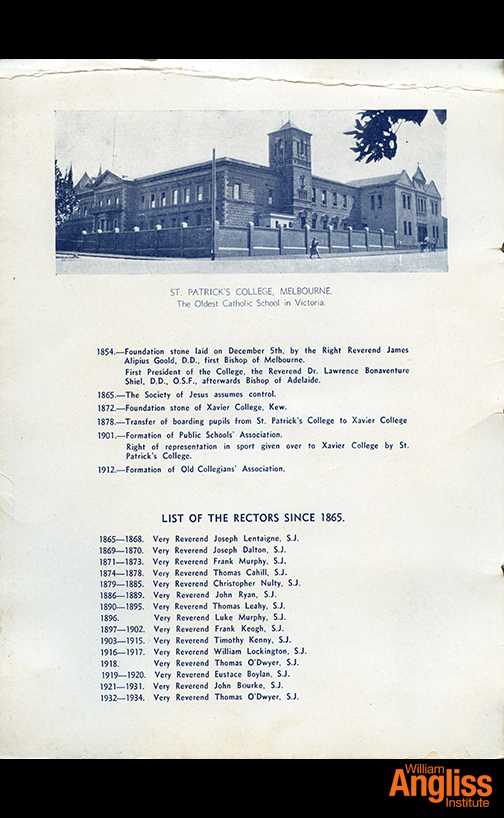 ST. PATRICK'S COLLEGE, MELBOURNE.
The Oldest Catholic School in Victoria.
1854.—Foundation stone laid on December 5th, by the Right Reverend James
Alipius Goold, D.D., first Bishop of Melbourne.
First President of the College, the Reverend Dr. Lawrence Bonaventure
Shiel, D.D., O.S.F., afterwards Bishop of Adelaide.
1865.—The Society of Jesus assumes control.
1872.—Foundation stone of Xavier College, Kew.
1878.—Transfer of boarding pupils from St. Patrick's College to Xavier College
1901.—Formation of Public Schools' Association.
Right of representation in sport given over to Xavier College by St.
Patrick's College.
1912.—Formation of Old Collegians' Association.
LIST OF THE RECTORS SINCE 1865.
1865—1868. Very Reverend Joseph Lentaigne, S.J.
1869—1870. Very Reverend Joseph Dalton, S.J.
1871—1873. Very Reverend Frank Murphy, S.J.
1874—1878. Very Reverend Thomas Cahill, S.J.
1879—1885. Very Reverend Christopher Nulty, S.J.
1886—1889. Very Reverend John Ryan, S.J.
1890—1895. Very Reverend Thomas Leahy, S.J.
1896. Very Reverend Luke Murphy, S.J.
1897—1902. Very Reverend Frank Keogh, S.J.
1903—1915. Very Reverend Timothy Kenny, S.J.
1916—1917. Very Reverend William Lockington, S.J.
1918. Very Reverend Thomas O'Dwyer, S.J.
1919—1920. Very Reverend Eustace Boylan, S.J.
1921—1931. Very Reverend John Bourke, S.J.
1932—1934. Very Reverend Thomas O'Dwyer, S.J.
William
Angliss
Institute